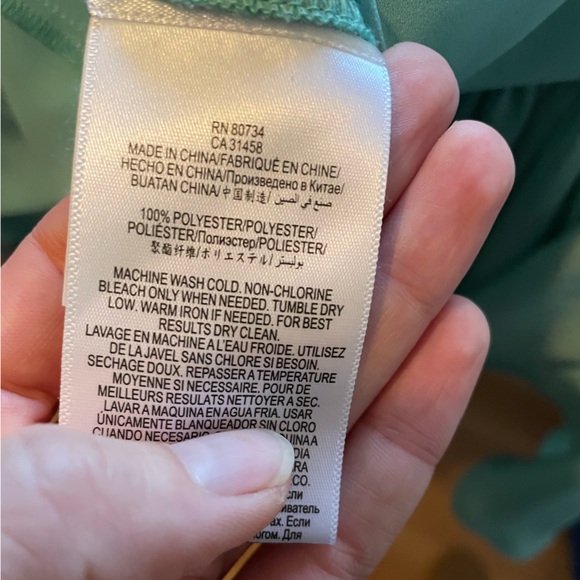 RN 80734
CA 31458
MADE IN CHINA/FABRIQUÉ EN CHINE/
HECHO EN CHINA/Произведено в Китае/
BUATAN CHINA/中国制造/ صنع في الصين
100% POLYESTER/POLYESTER/
POLIÉSTER/Полиэстер/POLIESTER/
聚酯纤维/ポリエステル/بوليستر
MACHINE WASH COLD. NON-CHLORINE
BLEACH ONLY WHEN NEEDED. TUMBLE DRY
LOW. WARM IRON IF NEEDED. FOR BEST
RESULTS DRY CLEAN.
LAVAGE EN MACHINE A L'EAU FROIDE. UTILISEZ
DE LA JAVEL SANS CHLORE SI BESOIN.
SECHAGE DOUX. REPASSER A TEMPERATURE
MOYENNE SI NECESSAIRE. POUR DE
MEILLEURS RESULTATS NETTOYER A SEC.
LAVAR A MAQUINA EN AGUA FRIA. USAR
ÚNICAMENTE BLANQUEADOR SIN CLORO
CUANDO NECESARIO